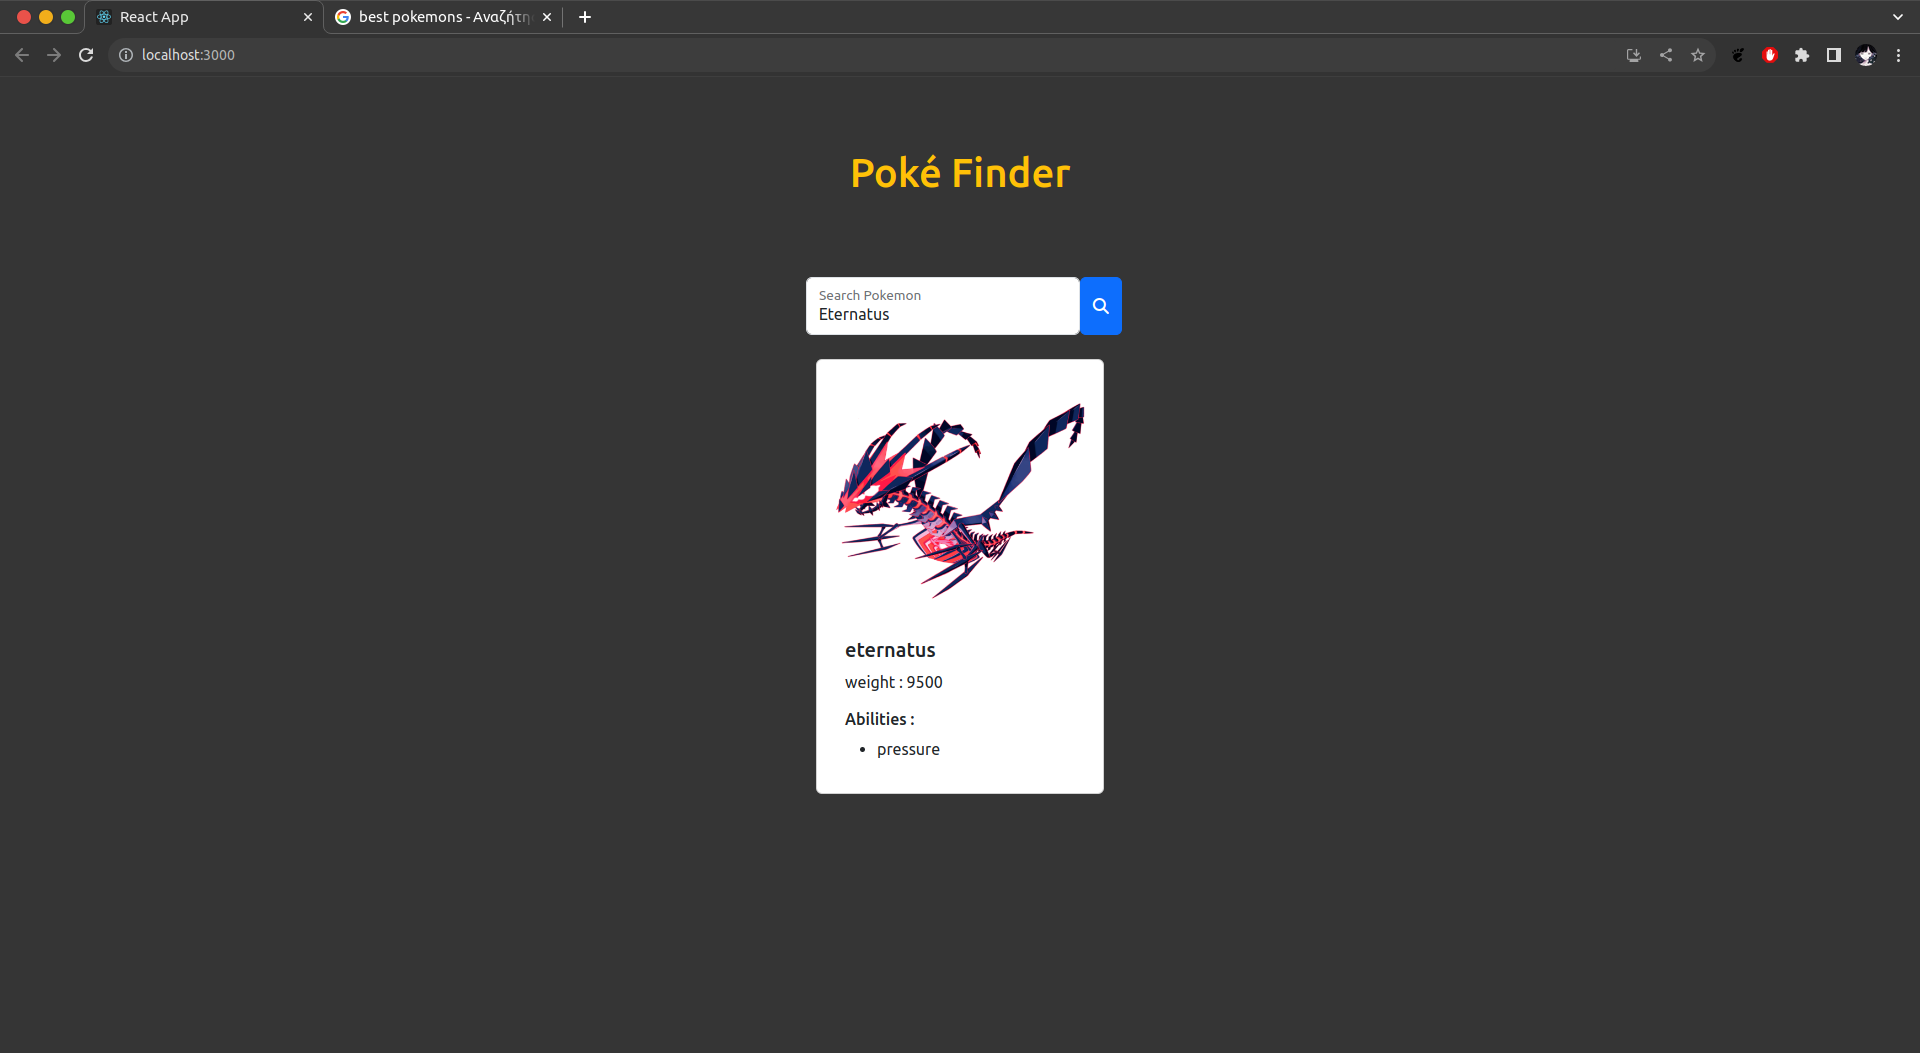 React App
best pokemons - Αναζήτη
localhost:3000
Poké Finder
Search Pokemon
Eternatus
eternatus
weight : 9500
Abilities :
• pressure